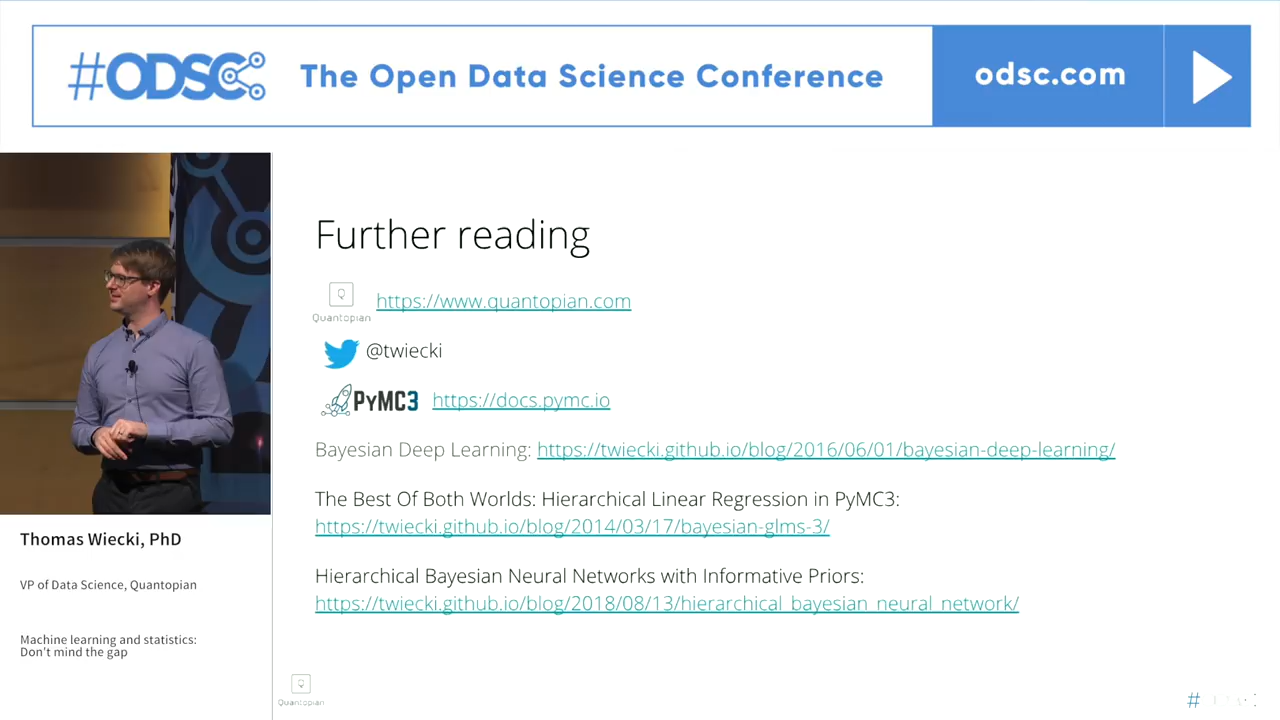 #ODSC
The Open Data Science Conference
odsc.com
Further reading
Q
Quantopian
https://www.quantopian.com
@twiecki
PyMC3
https://docs.pymc.io
Bayesian Deep Learning: https://twiecki.github.io/blog/2016/06/01/bayesian-deep-learning/
The Best Of Both Worlds: Hierarchical Linear Regression in PyMC3:
https://twiecki.github.io/blog/2014/03/17/bayesian-glms-3/
Hierarchical Bayesian Neural Networks with Informative Priors:
https://twiecki.github.io/blog/2018/08/13/hierarchical_bayesian_neural_network/
Thomas Wiecki, PhD
VP of Data Science, Quantopian
Machine learning and statistics:
Don't mind the gap
Q
Quantopian
#